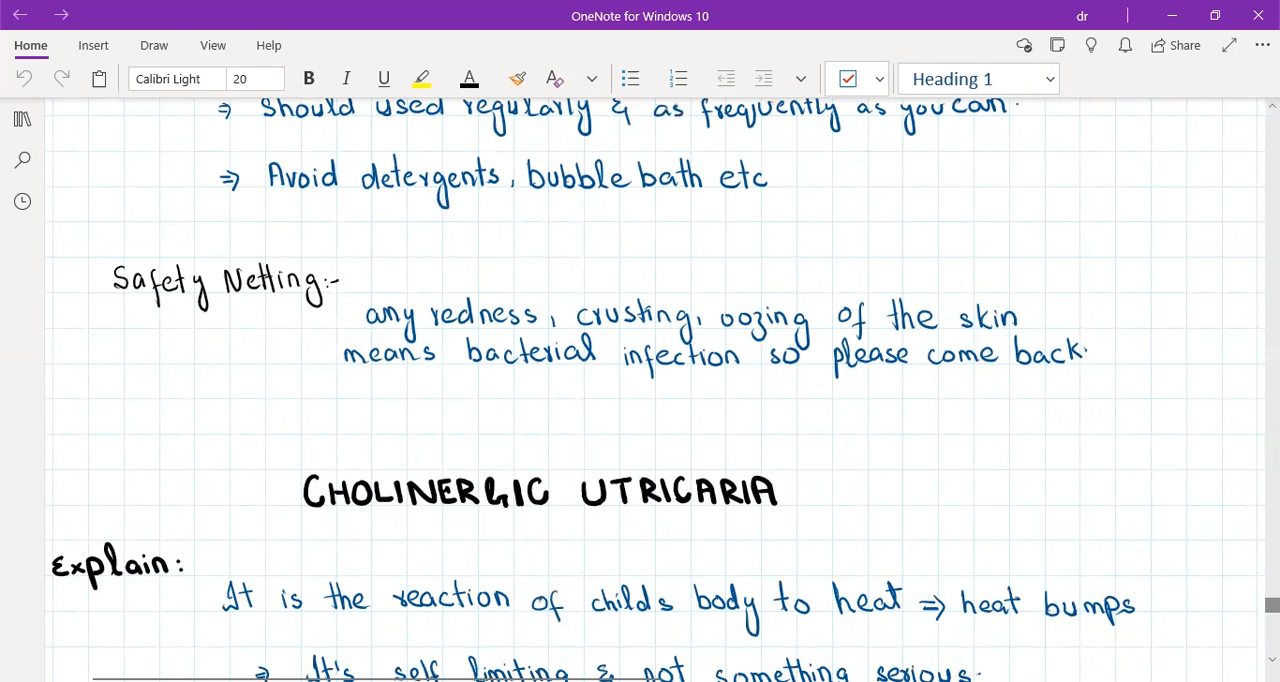 OneNote for Windows 10
dr
Home Insert Draw View Help
Share
Calibri Light 20 B I U A A Heading 1
⇒ Should used regularly & as frequently as you can.
⇒ Avoid detergents, bubble bath etc
Safety Netting:-
any redness, crusting, oozing of the skin
means bacterial infection so please come back.
CHOLINERGIC UTRICARIA
Explain:
It is the reaction of childs body to heat ⇒ heat bumps
⇒ It's self limiting & not something serious.